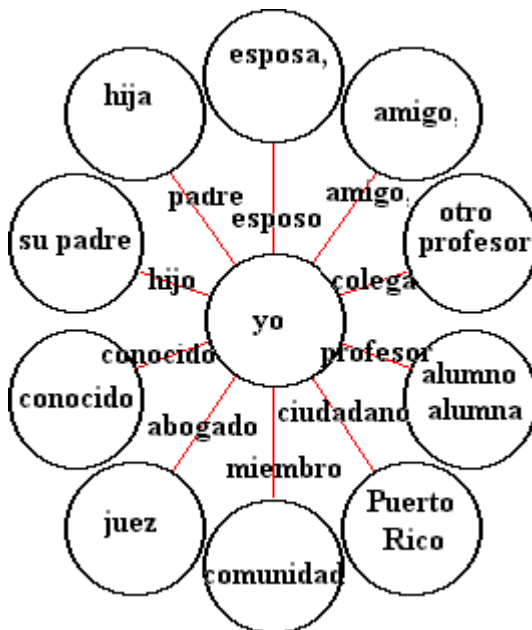 esposa,
hija
amigo,
padre
amigo,
esposo
su padre
otro
profesor
hijo
colega
yo
conocido
profesor
conocido
alumno
alumna
abogado
ciudadano
miembro
juez
Puerto
Rico
comunidad